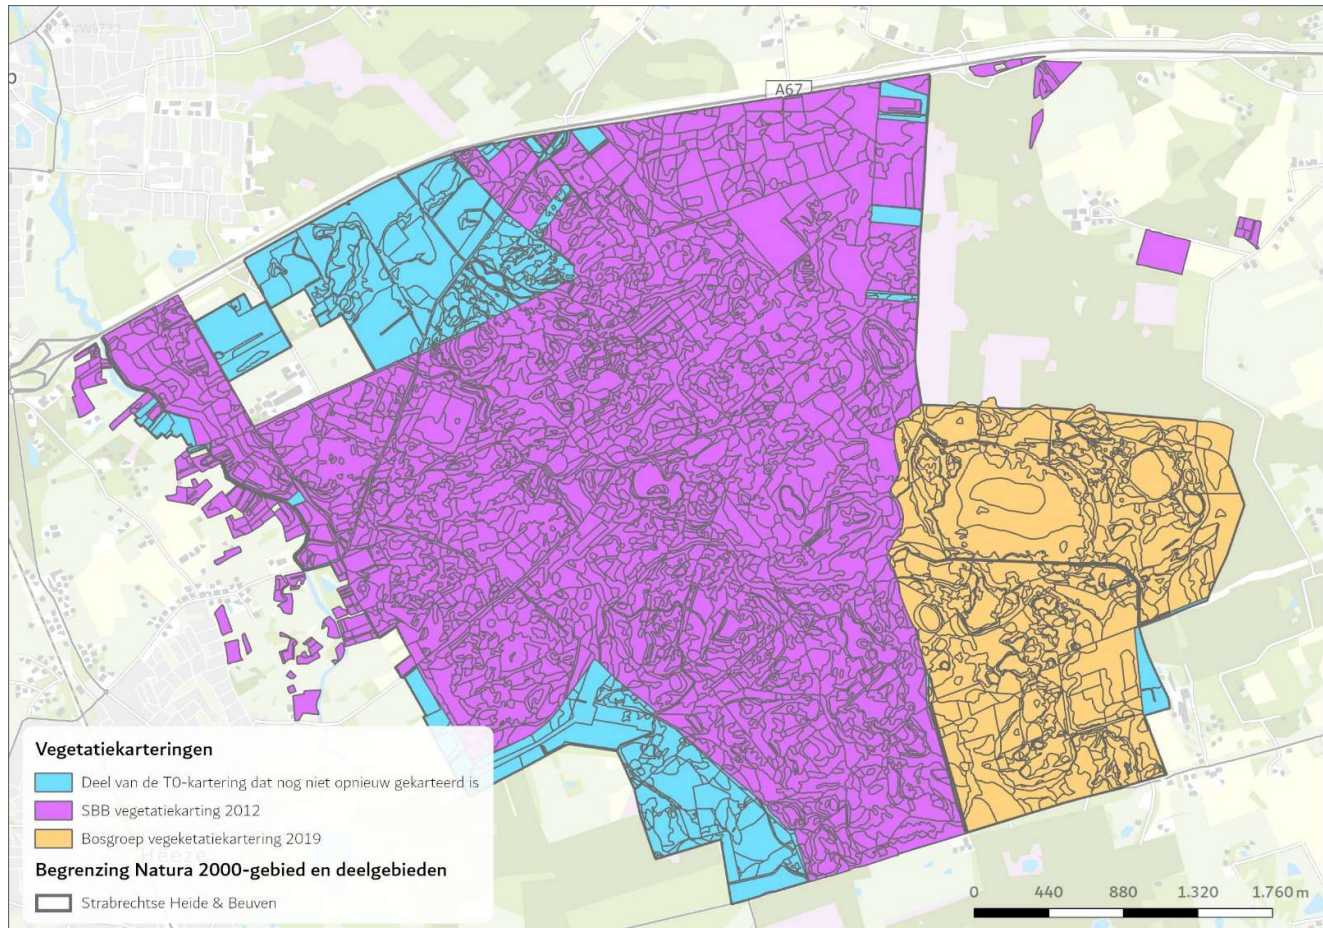 A67
Vegetatiekarteringen
Deel van de T0-kartering dat nog niet opnieuw gekarteerd is
SBB vegetatiekarting 2012
Bosgroep vegeketatiekartering 2019
Heeze
Begrenzing Natura 2000-gebied en deelgebieden
Strabrechtse Heide & Beuven
0 440 880 1.320 1.760 m